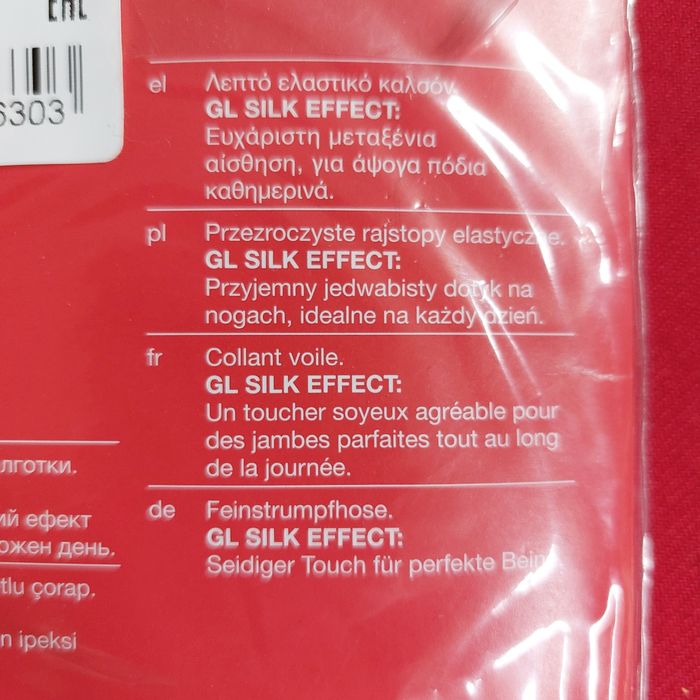 EAC
6303
el Λεπτό ελαστικό καλσόν.
GL SILK EFFECT:
Ευχάριστη μεταξένια
αίσθηση, για άψογα πόδια
καθημερινά.
pl Przezroczyste rajstopy elastyczne.
GL SILK EFFECT:
Przyjemny jedwabisty dotyk na
nogach, idealne na każdy dzień.
fr Collant voile.
GL SILK EFFECT:
Un toucher soyeux agréable pour
des jambes parfaites tout au long
de la journée.
de Feinstrumpfhose.
GL SILK EFFECT:
Seidiger Touch für perfekte Bein
лготки.
ий ефект
ожен день.
tlu çorap.
n ipeksi